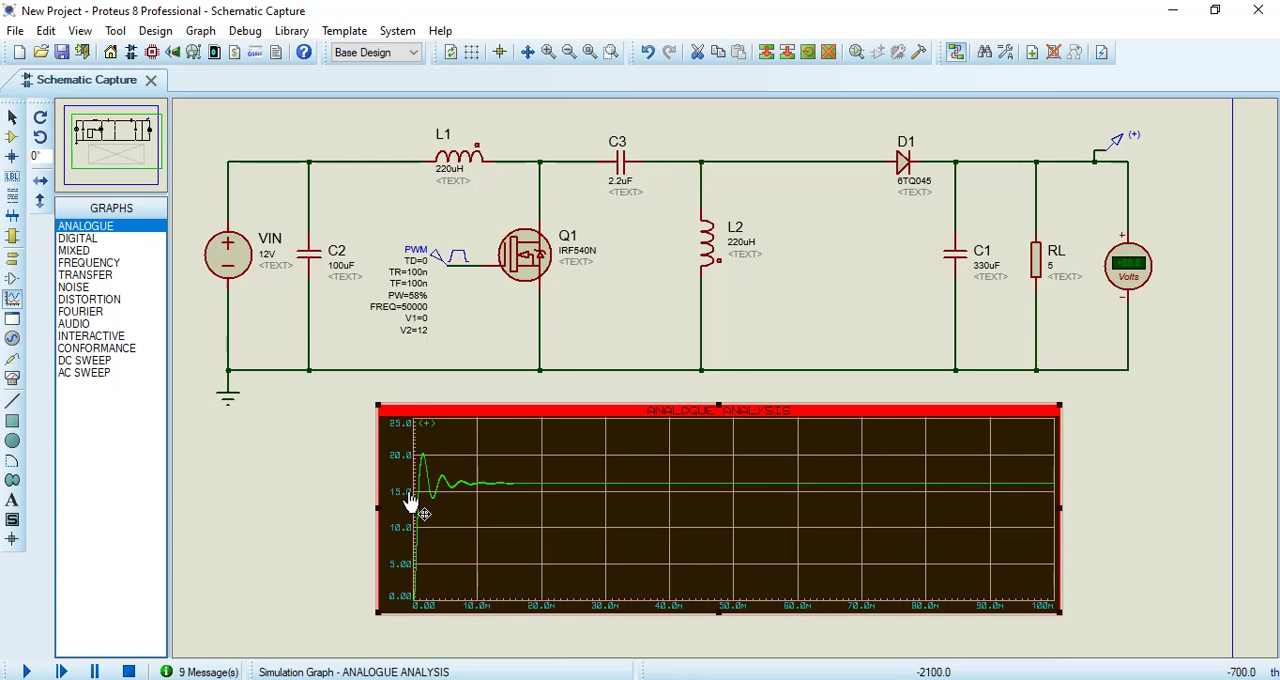 New Project - Proteus 8 Professional - Schematic Capture
File Edit View Tool Design Graph Debug Library Template System Help
Base Design
Schematic Capture
0°
GRAPHS
ANALOGUE
DIGITAL
MIXED
FREQUENCY
TRANSFER
NOISE
DISTORTION
FOURIER
AUDIO
INTERACTIVE
CONFORMANCE
DC SWEEP
AC SWEEP
L1
220uH
<TEXT>
C3
2.2uF
<TEXT>
D1
6TQ045
<TEXT>
(+)
VIN
12V
<TEXT>
C2
100uF
<TEXT>
PWM
TD=0
TR=100n
TF=100n
PW=58%
FREQ=50000
V1=0
V2=12
Q1
IRF540N
<TEXT>
L2
220uH
<TEXT>
C1
330uF
<TEXT>
RL
5
<TEXT>
+
Volts
ANALOGUE ANALYSIS
25.0 (+)
20.0
15.0
10.0
5.00
0.00
0.00 10.0m 20.0m 30.0m 40.0m 50.0m 60.0m 70.0m 80.0m 90.0m 100m
9 Message(s) Simulation Graph - ANALOGUE ANALYSIS -2100.0 -700.0 th